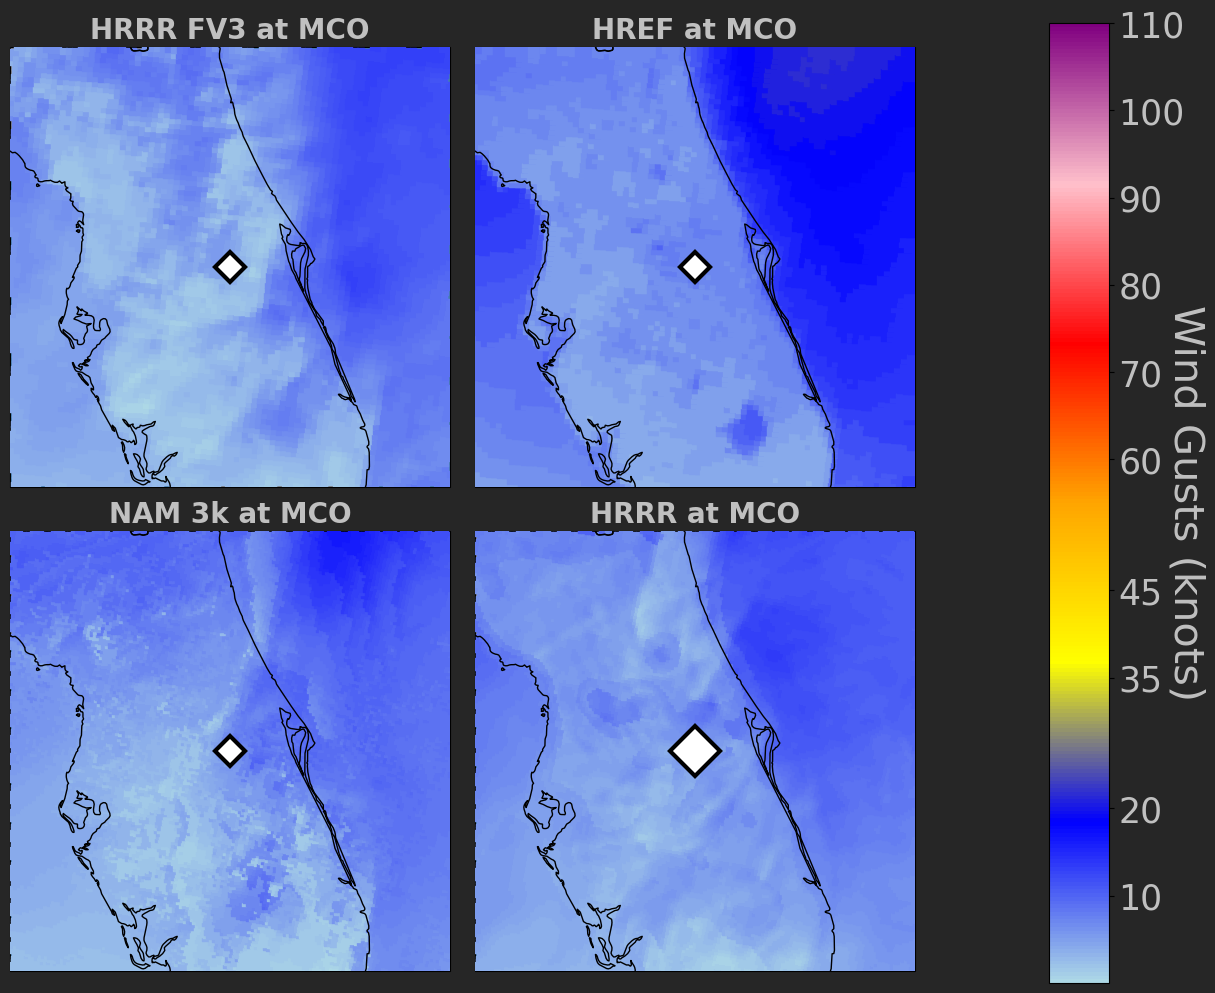 HRRR FV3 at MCO
HREF at MCO
NAM 3k at MCO
HRRR at MCO
110
100
90
80
70
60
45
35
20
10
Wind Gusts (knots)